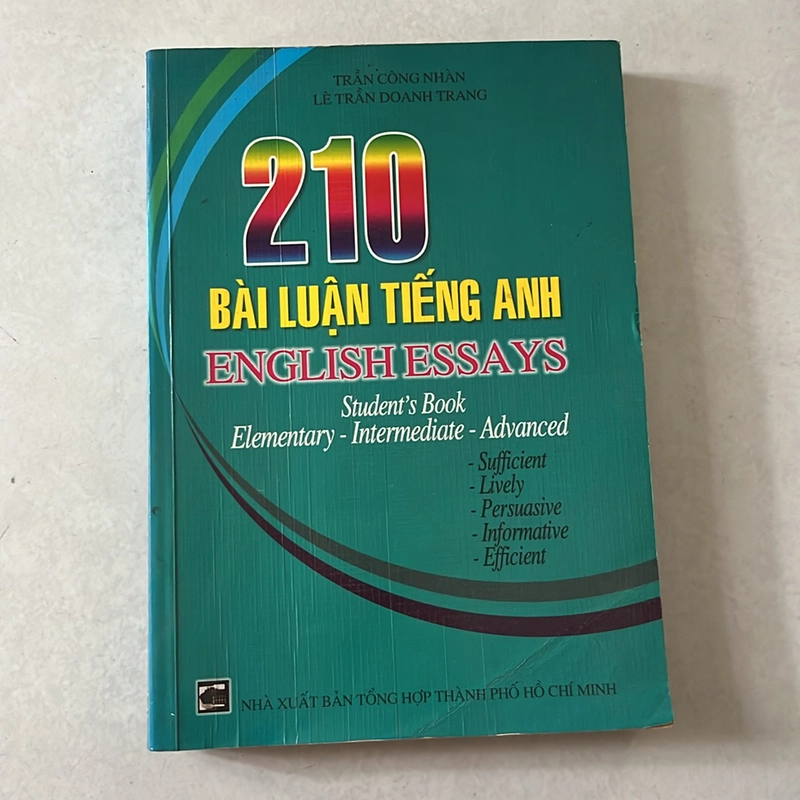 TRẦN CÔNG NHÀN
LÊ TRẦN DOANH TRANG
210
BÀI LUẬN TIẾNG ANH
ENGLISH ESSAYS
Student's Book
Elementary - Intermediate - Advanced
- Sufficient
- Lively
- Persuasive
- Informative
- Efficient
NHÀ XUẤT BẢN TỔNG HỢP THÀNH PHỐ HỒ CHÍ MINH